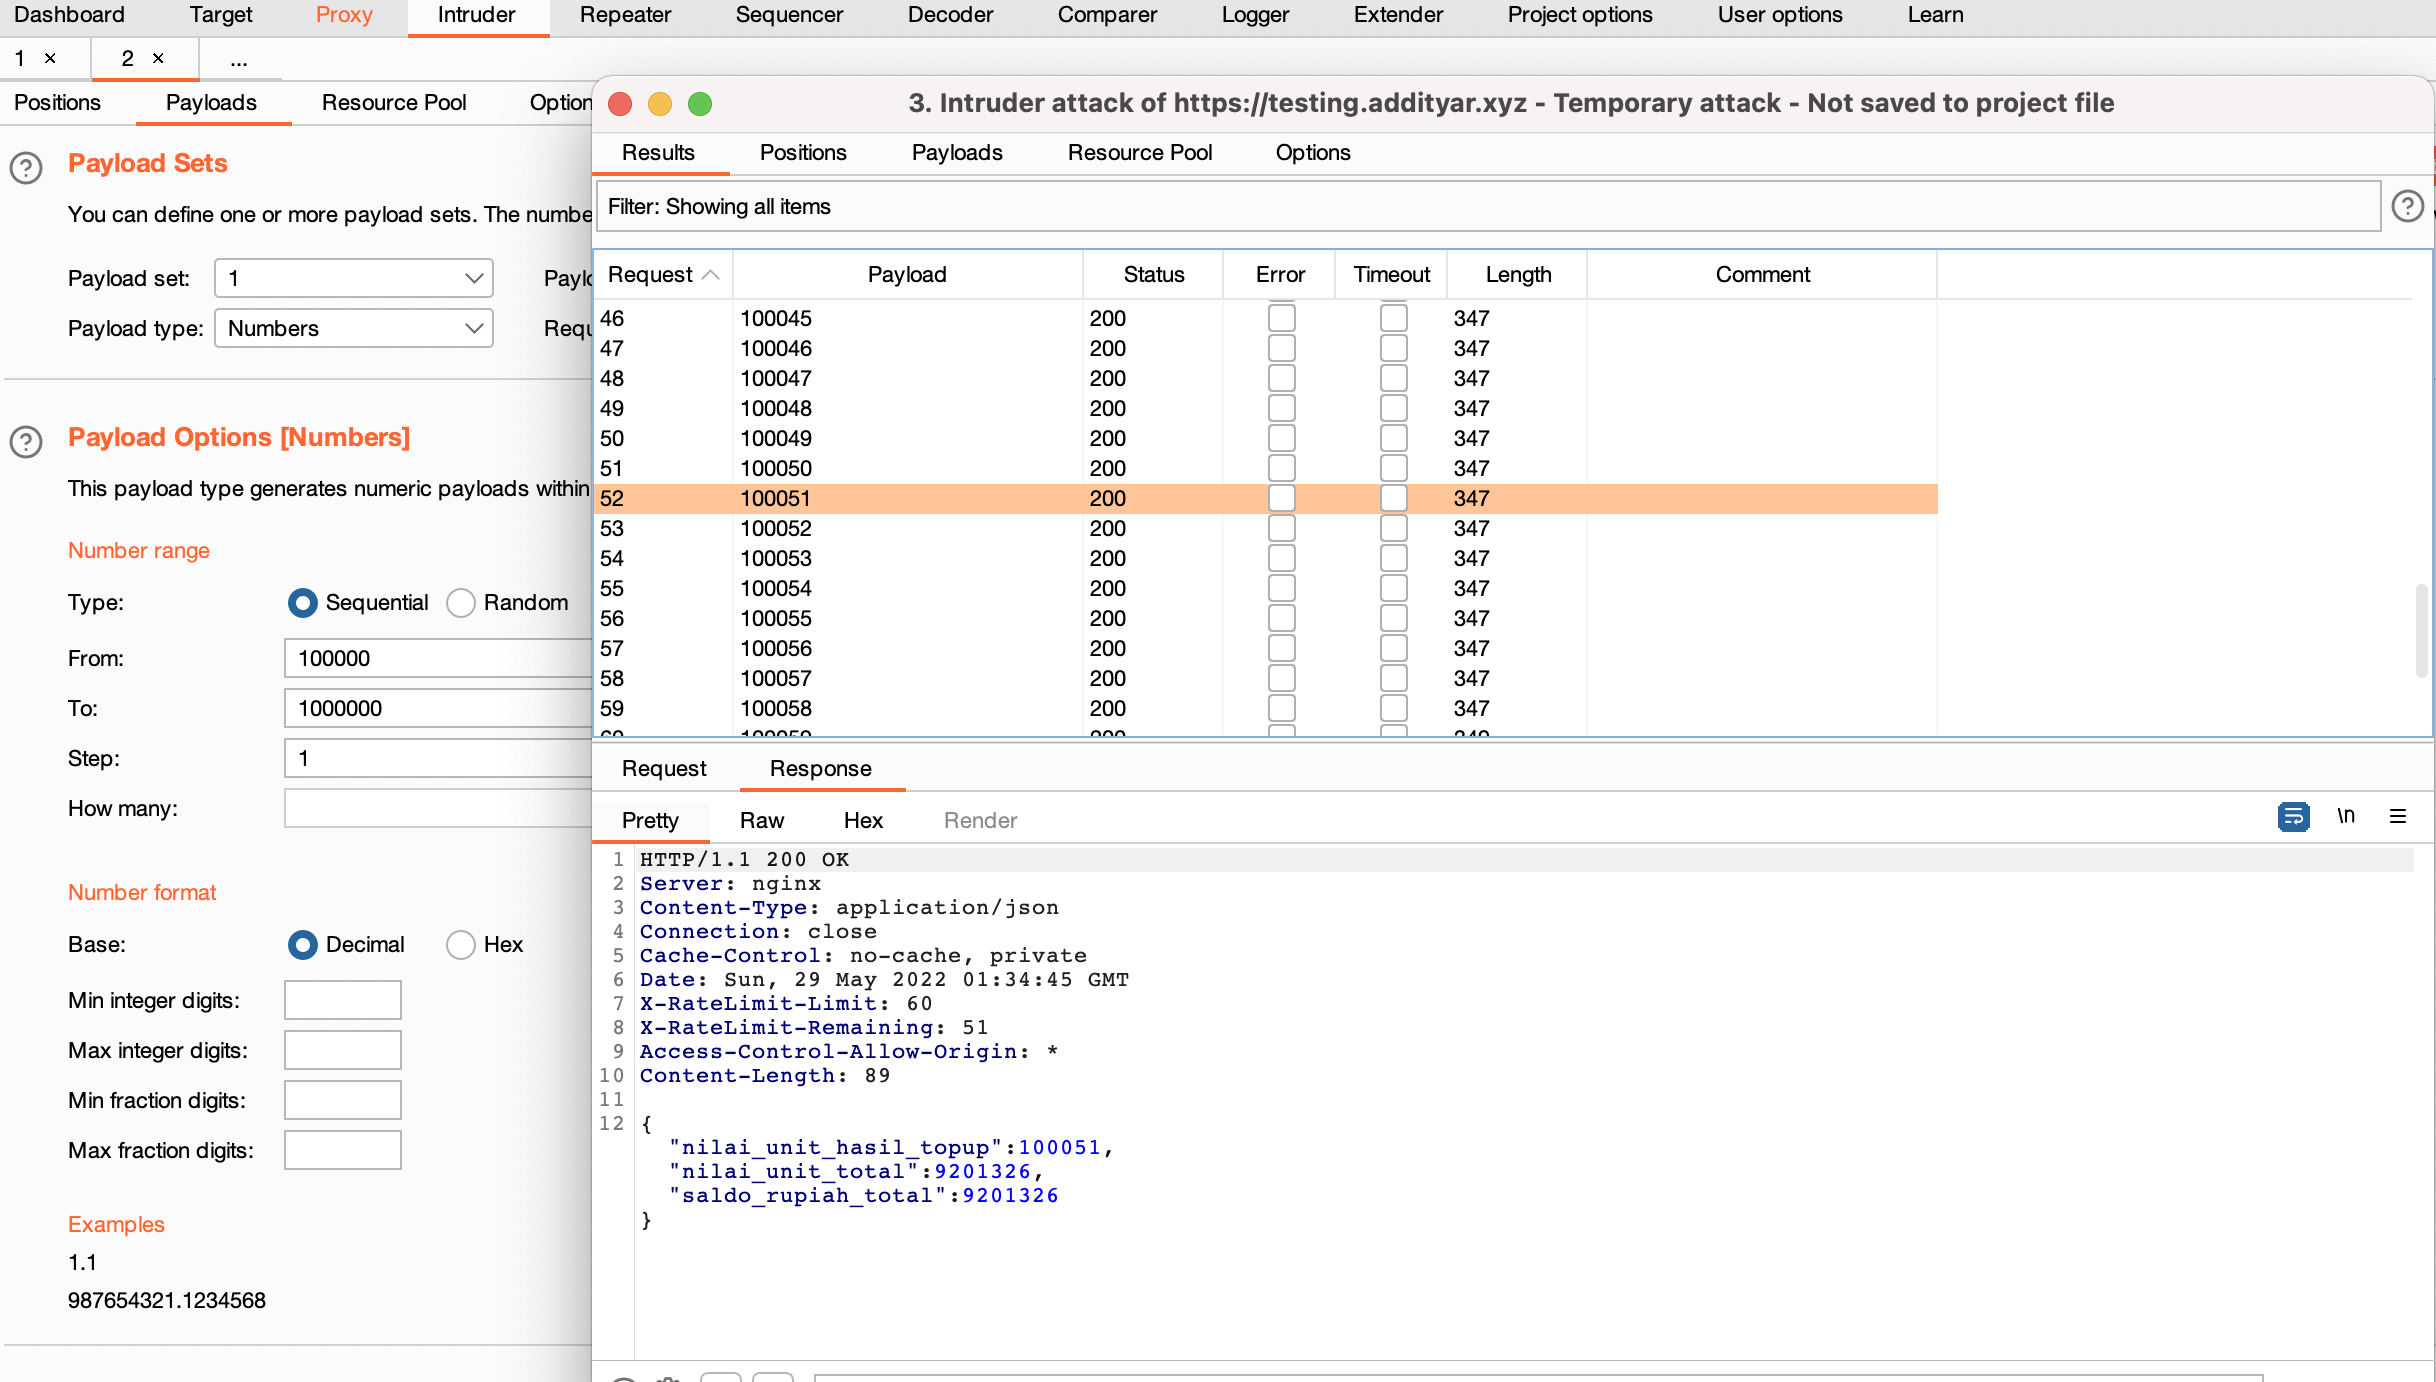 Dashboard Target Proxy Intruder Repeater Sequencer Decoder Comparer Logger Extender Project options User options Learn
1 × 2 × ...
Positions Payloads Resource Pool Option
Payload Sets
You can define one or more payload sets. The numbe
Payload set: 1 Paylo
Payload type: Numbers Requ
Payload Options [Numbers]
This payload type generates numeric payloads within
Number range
Type: Sequential Random
From: 100000
To: 1000000
Step: 1
How many:
Number format
Base: Decimal Hex
Min integer digits:
Max integer digits:
Min fraction digits:
Max fraction digits:
Examples
1.1
987654321.1234568
3. Intruder attack of https://testing.addityar.xyz - Temporary attack - Not saved to project file
Results Positions Payloads Resource Pool Options
Filter: Showing all items
Request Payload Status Error Timeout Length Comment
46 100045 200 347
47 100046 200 347
48 100047 200 347
49 100048 200 347
50 100049 200 347
51 100050 200 347
52 100051 200 347
53 100052 200 347
54 100053 200 347
55 100054 200 347
56 100055 200 347
57 100056 200 347
58 100057 200 347
59 100058 200 347
Request Response
Pretty Raw Hex Render \n
1 HTTP/1.1 200 OK
2 Server: nginx
3 Content-Type: application/json
4 Connection: close
5 Cache-Control: no-cache, private
6 Date: Sun, 29 May 2022 01:34:45 GMT
7 X-RateLimit-Limit: 60
8 X-RateLimit-Remaining: 51
9 Access-Control-Allow-Origin: *
10 Content-Length: 89
11
12 {
"nilai_unit_hasil_topup":100051,
"nilai_unit_total":9201326,
"saldo_rupiah_total":9201326
}